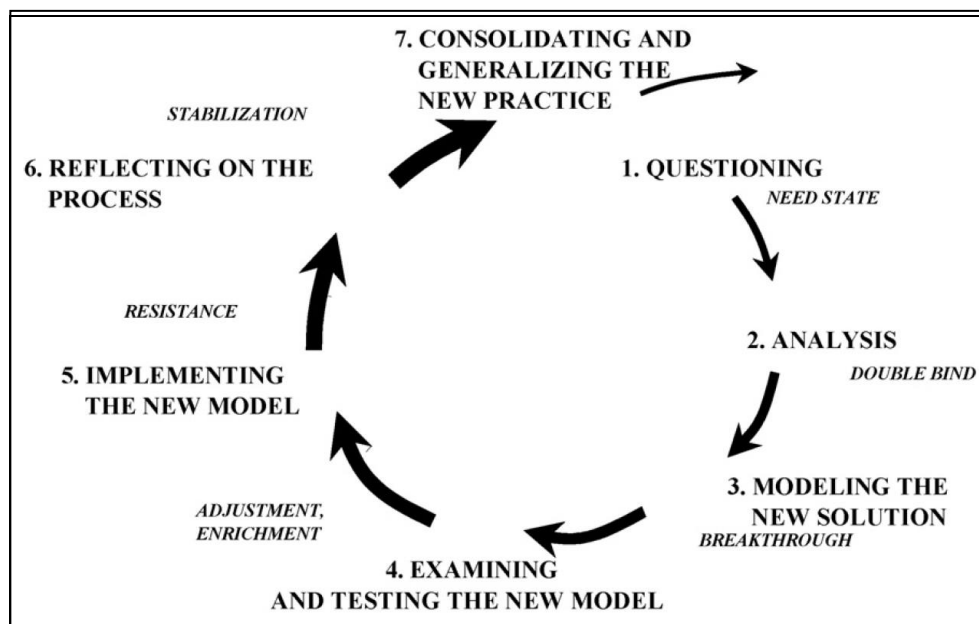 7. CONSOLIDATING AND
GENERALIZING THE
NEW PRACTICE
STABILIZATION
6. REFLECTING ON THE
PROCESS
1. QUESTIONING
NEED STATE
RESISTANCE
2. ANALYSIS
DOUBLE BIND
5. IMPLEMENTING
THE NEW MODEL
3. MODELING THE
NEW SOLUTION
BREAKTHROUGH
ADJUSTMENT,
ENRICHMENT
4. EXAMINING
AND TESTING THE NEW MODEL